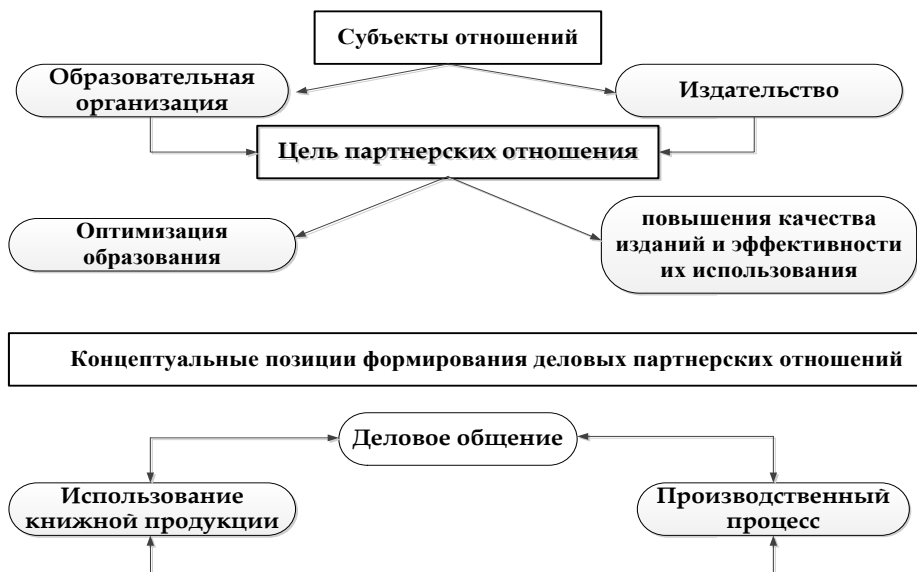 Субъекты отношений
Образовательная
организация
Издательство
Цель партнерских отношения
Оптимизация
образования
повышения качества
изданий и эффективности
их использования
Концептуальные позиции формирования деловых партнерских отношений
Деловое общение
Использование
книжной продукции
Производственный
процесс